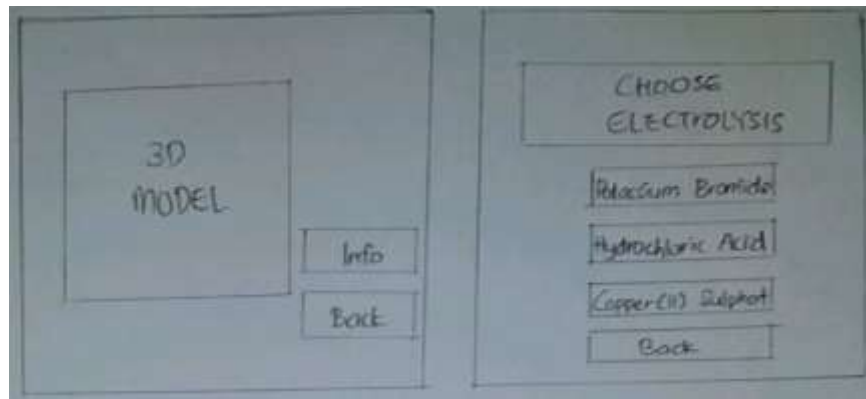 3D
MODEL
Info
Back
CHOOSE
ELECTROLYSIS
Potassium Bromide
Hydrochloric Acid
Copper(II) Sulphat
Back